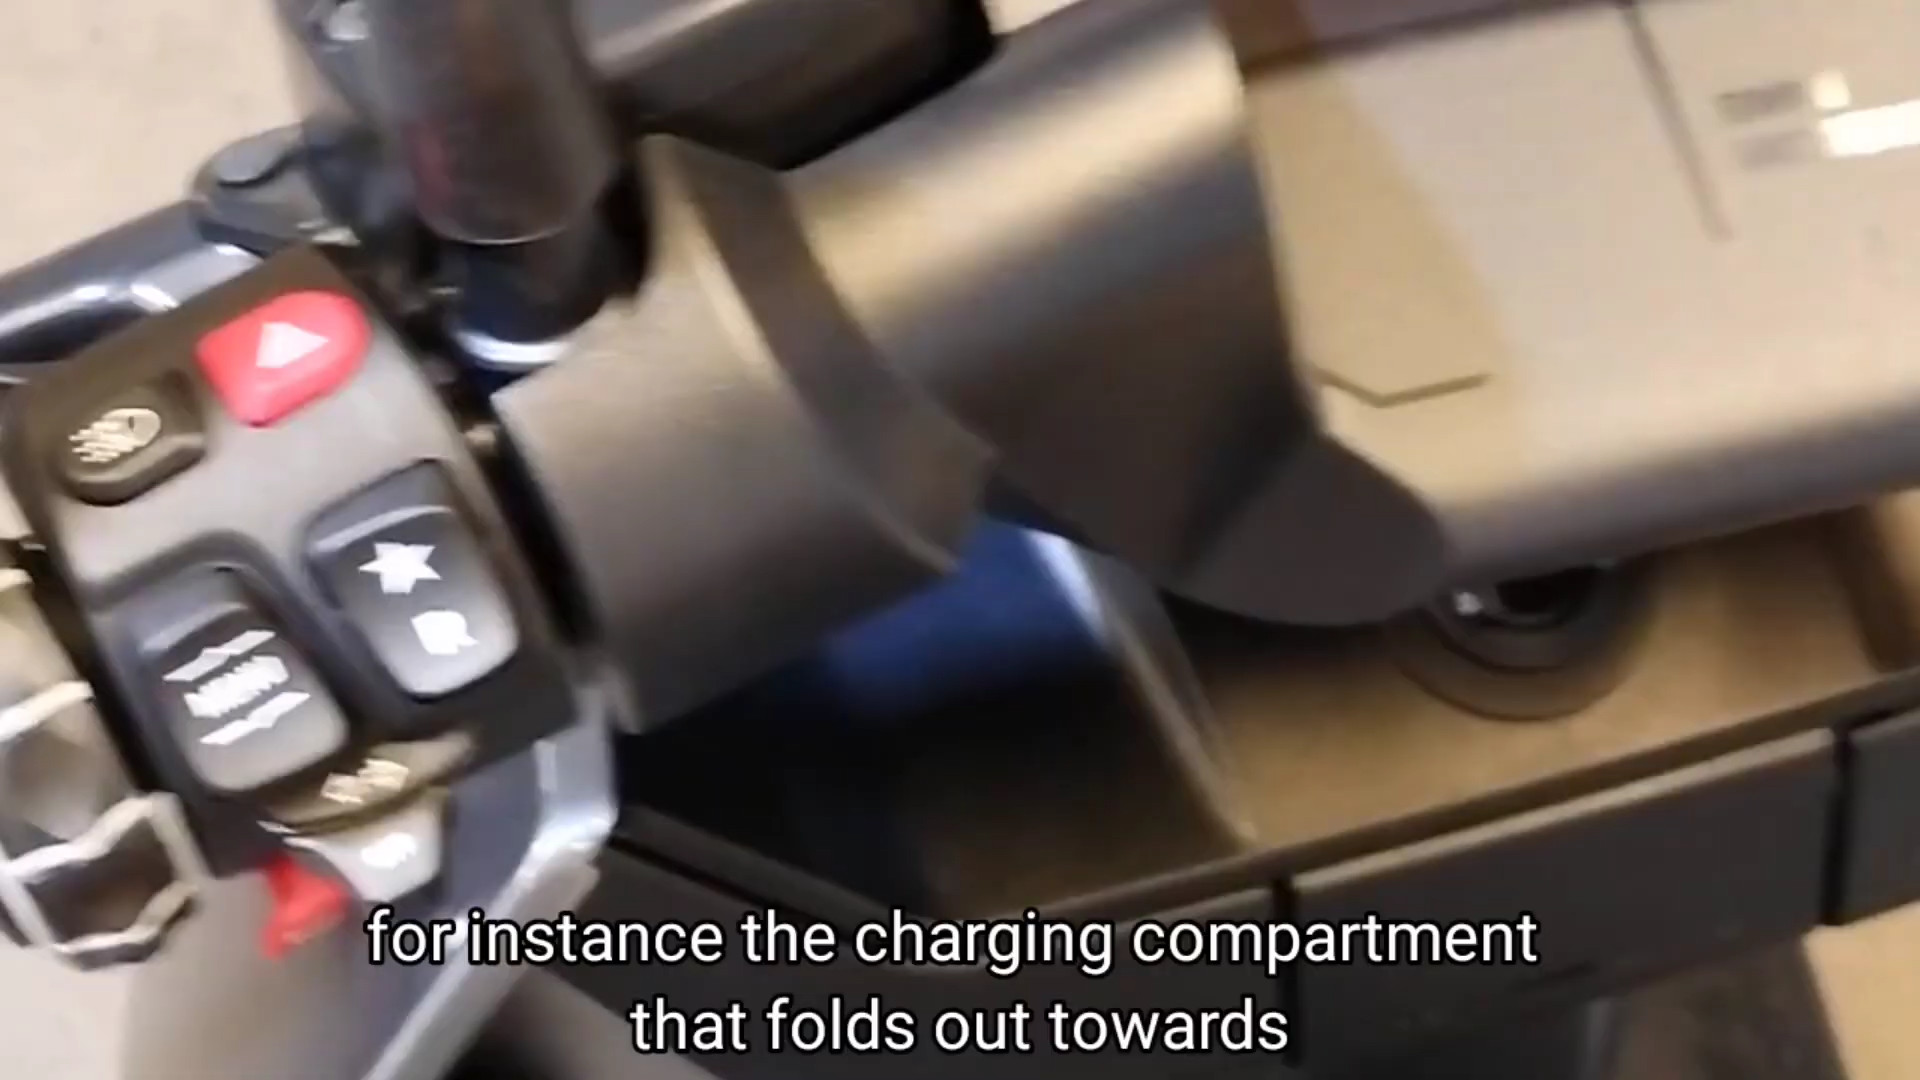 for instance the charging compartment
that folds out towards